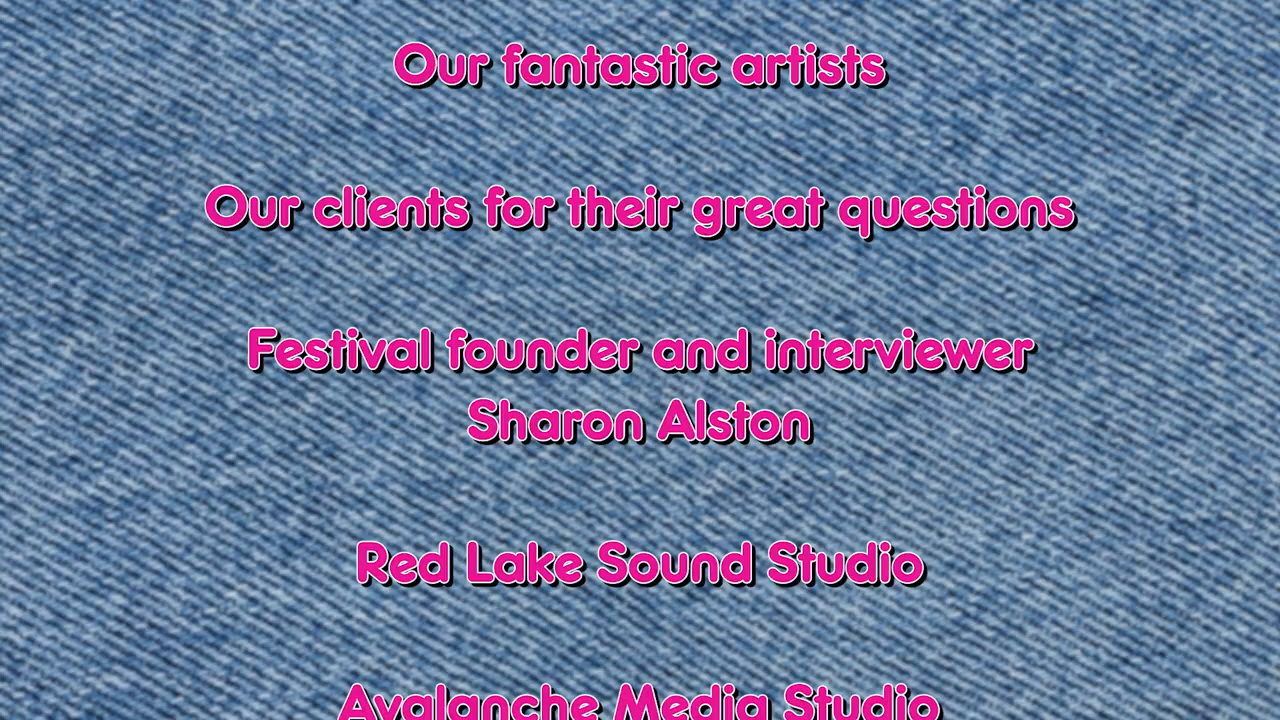 Our fantastic artists
Our clients for their great questions
Festival founder and interviewer
Sharon Alston
Red Lake Sound Studio
Avalanche Media Studio